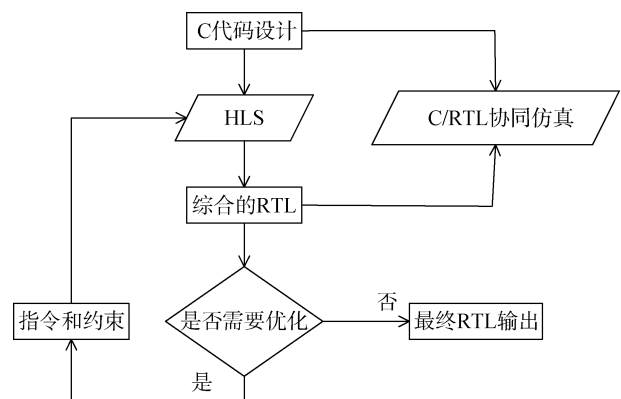 C代码设计
HLS
C/RTL协同仿真
综合的RTL
指令和约束
是否需要优化
否
最终RTL输出
是